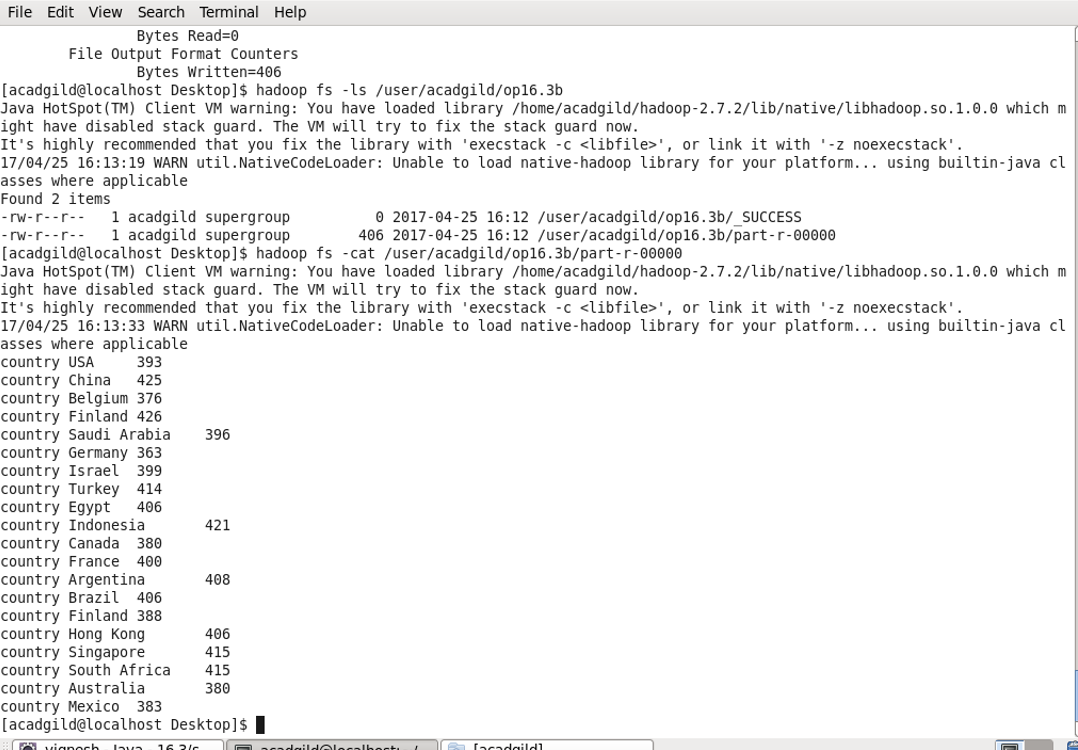 File Edit View Search Terminal Help
Bytes Read=0
File Output Format Counters
Bytes Written=406
[acadgild@localhost Desktop]$ hadoop fs -ls /user/acadgild/op16.3b
Java HotSpot(TM) Client VM warning: You have loaded library /home/acadgild/hadoop-2.7.2/lib/native/libhadoop.so.1.0.0 which m
ight have disabled stack guard. The VM will try to fix the stack guard now.
It's highly recommended that you fix the library with 'execstack -c <libfile>', or link it with '-z noexecstack'.
17/04/25 16:13:19 WARN util.NativeCodeLoader: Unable to load native-hadoop library for your platform... using builtin-java cl
asses where applicable
Found 2 items
-rw-r--r--   1 acadgild supergroup          0 2017-04-25 16:12 /user/acadgild/op16.3b/_SUCCESS
-rw-r--r--   1 acadgild supergroup        406 2017-04-25 16:12 /user/acadgild/op16.3b/part-r-00000
[acadgild@localhost Desktop]$ hadoop fs -cat /user/acadgild/op16.3b/part-r-00000
Java HotSpot(TM) Client VM warning: You have loaded library /home/acadgild/hadoop-2.7.2/lib/native/libhadoop.so.1.0.0 which m
ight have disabled stack guard. The VM will try to fix the stack guard now.
It's highly recommended that you fix the library with 'execstack -c <libfile>', or link it with '-z noexecstack'.
17/04/25 16:13:33 WARN util.NativeCodeLoader: Unable to load native-hadoop library for your platform... using builtin-java cl
asses where applicable
country USA     393
country China   425
country Belgium 376
country Finland 426
country Saudi Arabia    396
country Germany 363
country Israel  399
country Turkey  414
country Egypt   406
country Indonesia       421
country Canada  380
country France  400
country Argentina       408
country Brazil  406
country Finland 388
country Hong Kong       406
country Singapore       415
country South Africa    415
country Australia       380
country Mexico  383
[acadgild@localhost Desktop]$
[acadgild]